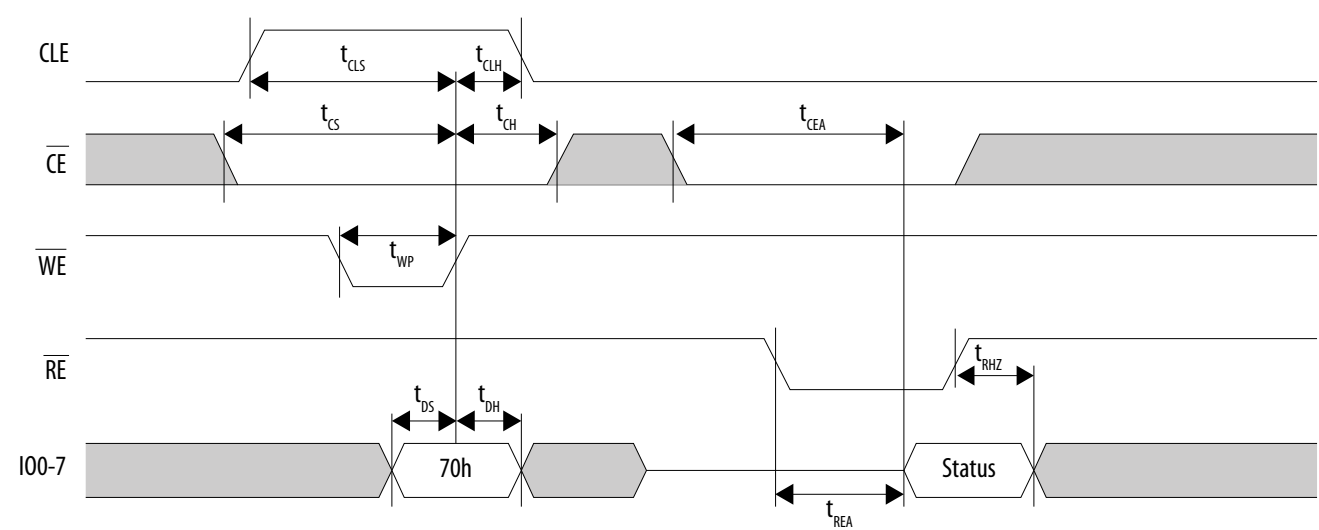 CLE
tCLS
tCLH
CE
tCS
tCH
tCEA
WE
tWP
RE
tRHZ
tDS
tDH
IO0-7
70h
Status
tREA